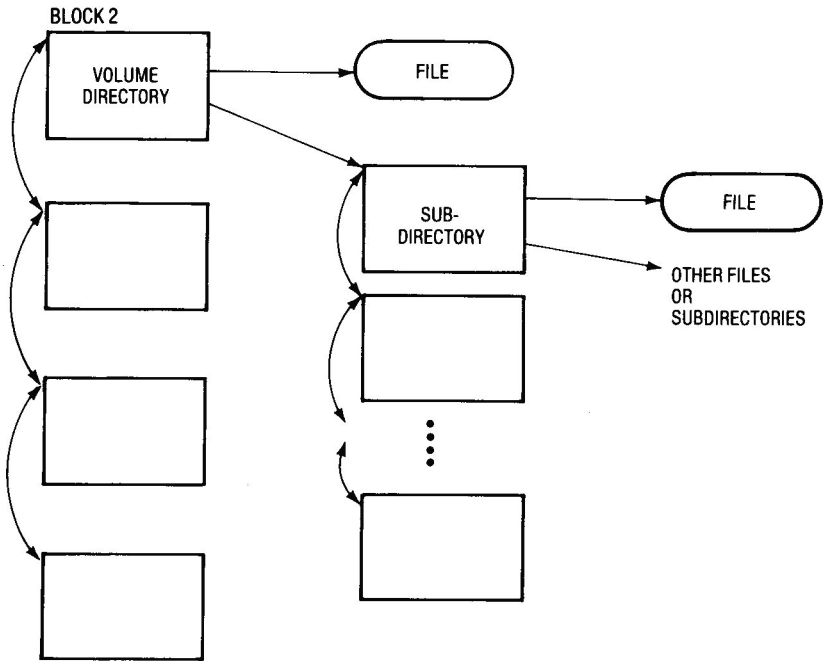 BLOCK 2
VOLUME
DIRECTORY
FILE
SUB-
DIRECTORY
FILE
OTHER FILES
OR
SUBDIRECTORIES